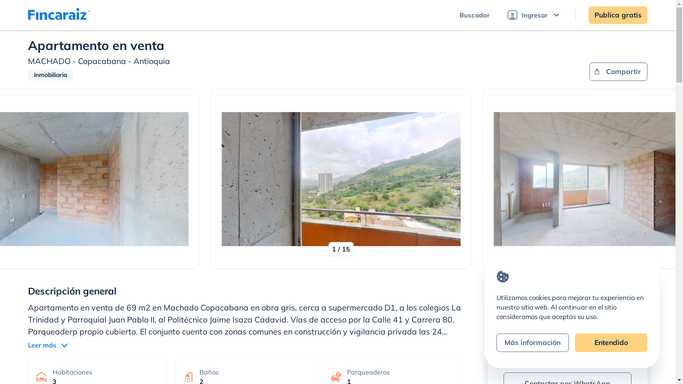 Fincaraiz
Buscador
Ingresar
Publica gratis
Apartamento en venta
MACHADO - Copacabana - Antioquia
Inmobiliaria
Compartir
1 / 15
Descripción general
Apartamento en venta de 69 m2 en Machado Copacabana en obra gris, cerca a supermercado D1, a los colegios La
Trinidad y Parroquial Juan Pablo II, al Politécnico Jaime Isaza Cadavid. Vías de acceso por la Calle 41 y Carrera 80.
Parqueaderp propio cubierto. El conjunto cuenta con zonas comunes en construcción y vigilancia privada las 24...
Leer más
Habitaciones
3
Baños
2
Parqueaderos
1
Utilizamos cookies para mejorar tu experiencia en
nuestro sitio web. Al continuar en el sitio
consideramos que aceptas su uso.
Más información
Entendido
Contactar por WhatsApp